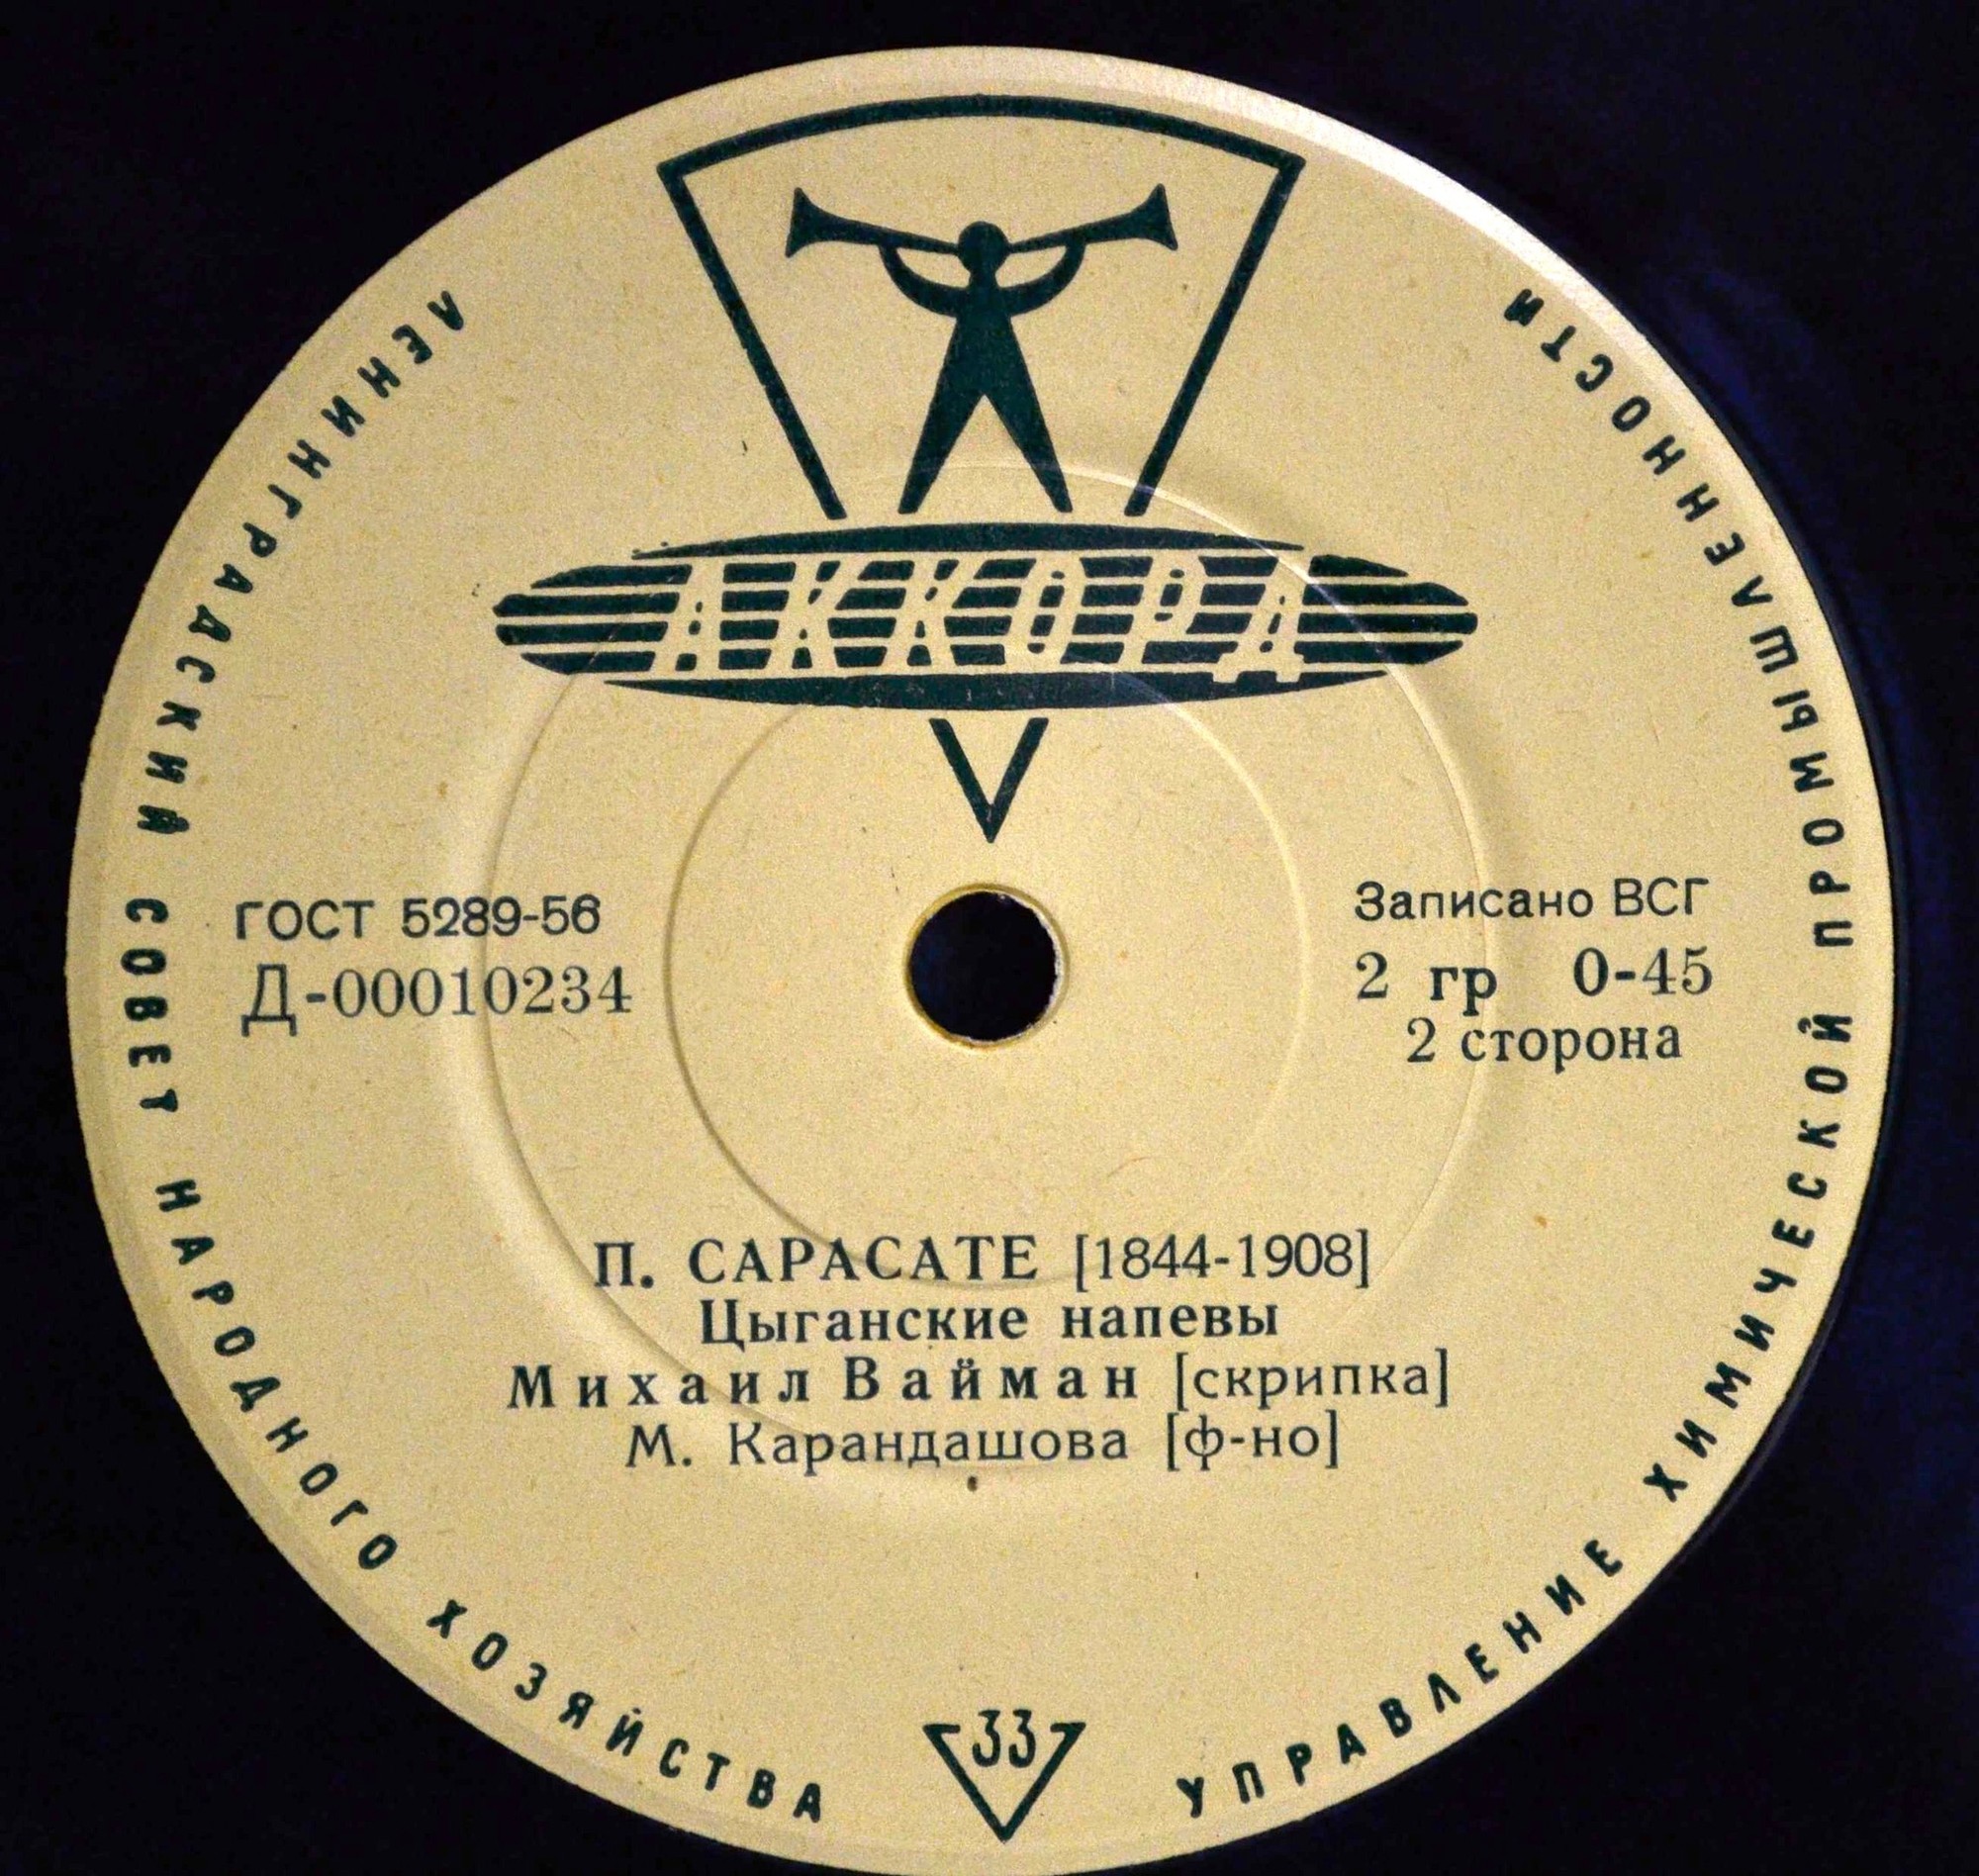 ЛЕНИНГРАДСКИЙ СОВЕТ НАРОДНОГО ХОЗЯЙСТВА
УПРАВЛЕНИЕ ХИМИЧЕСКОЙ ПРОМЫШЛЕННОСТИ
АККОРД
ГОСТ 5289-56
Д-00010234
Записано ВСГ
2 гр 0-45
2 сторона
П. САРАСАТЕ [1844-1908]
Цыганские напевы
Михаил Вайман [скрипка]
М. Карандашова [ф-но]
33